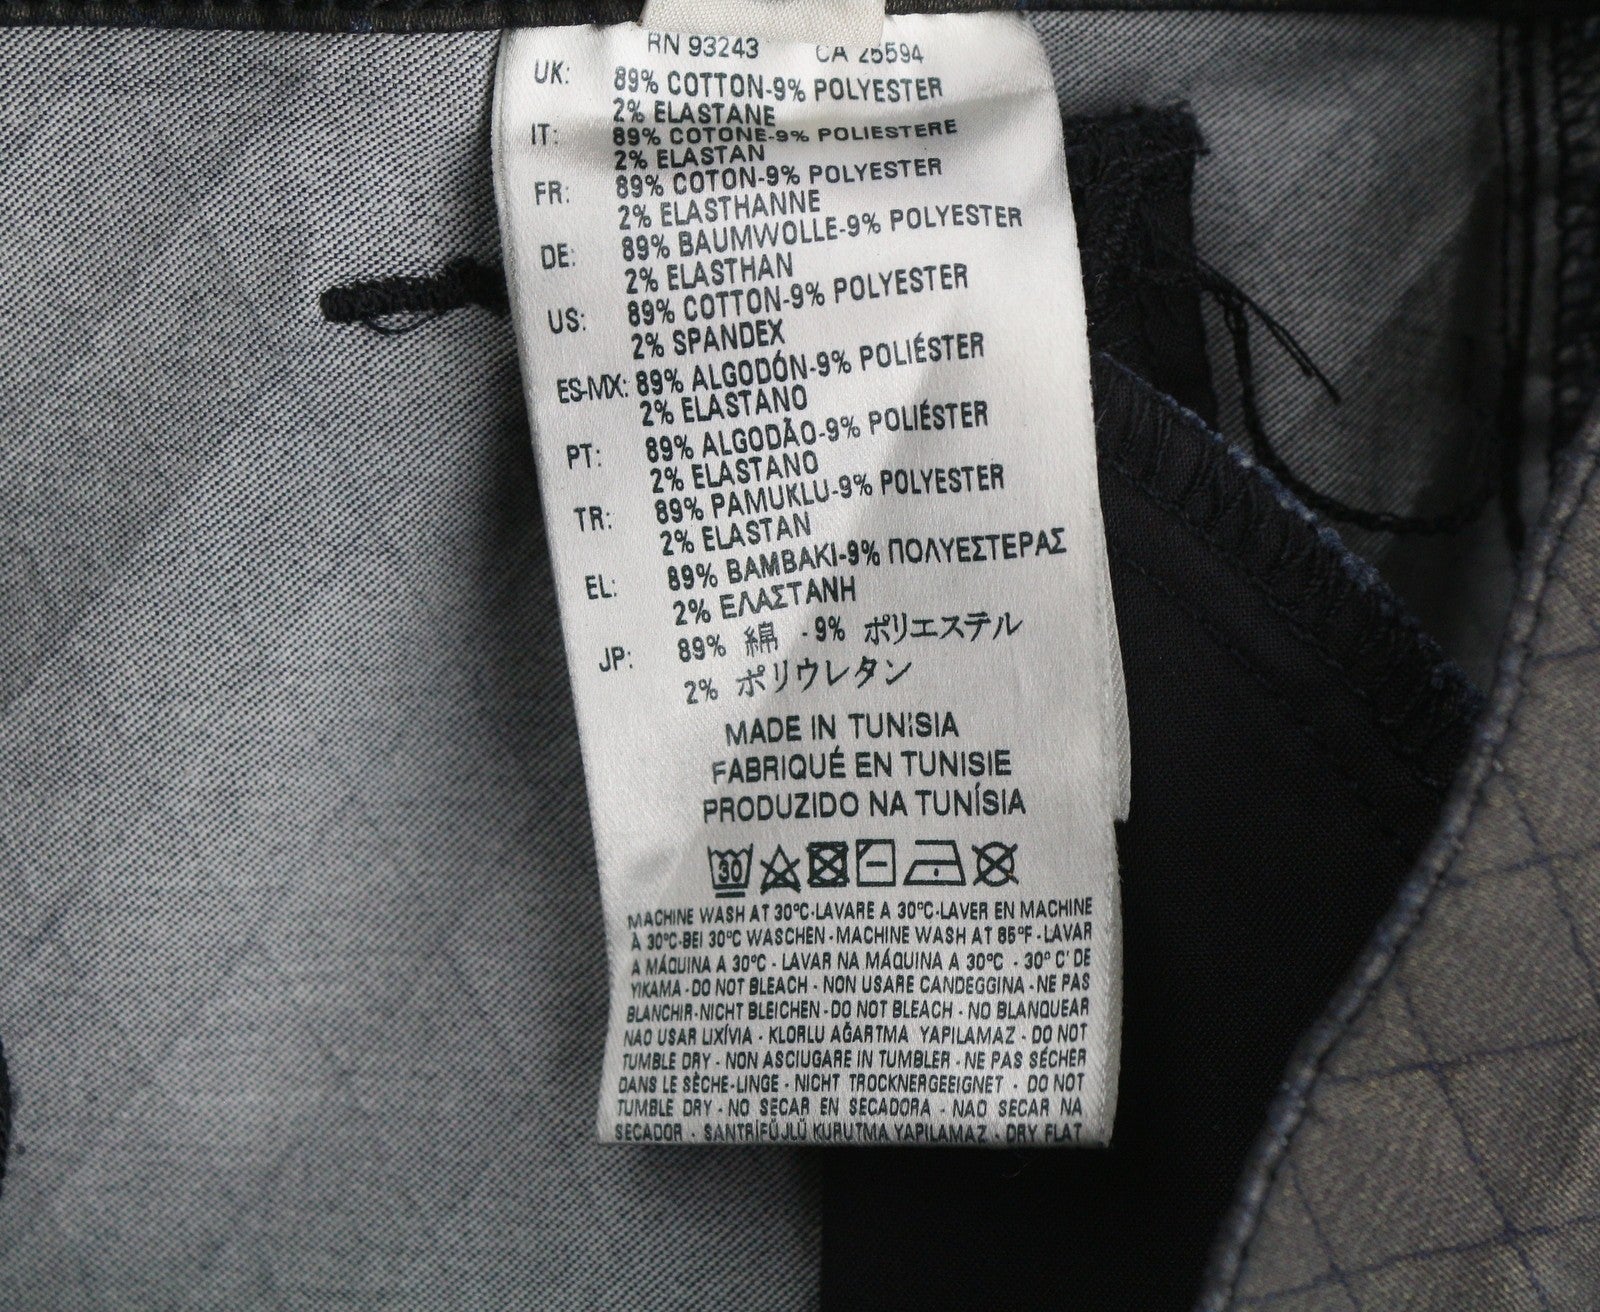 RN 93243 CA 25594
UK: 89% COTTON-9% POLYESTER
2% ELASTANE
IT: 89% COTONE-9% POLIESTERE
2% ELASTAN
FR: 89% COTON-9% POLYESTER
2% ELASTHANNE
DE: 89% BAUMWOLLE-9% POLYESTER
2% ELASTHAN
US: 89% COTTON-9% POLYESTER
2% SPANDEX
ES-MX: 89% ALGODÓN-9% POLIÉSTER
2% ELASTANO
PT: 89% ALGODÃO-9% POLIÉSTER
2% ELASTANO
TR: 89% PAMUKLU-9% POLYESTER
2% ELASTAN
EL: 89% ΒΑΜΒΑΚΙ-9% ΠΟΛΥΕΣΤΕΡΑΣ
2% ΕΛΑΣΤΑΝΗ
JP: 89% 綿 -9% ポリエステル
2% ポリウレタン
MADE IN TUNISIA
FABRIQUÉ EN TUNISIE
PRODUZIDO NA TUNÍSIA
30
MACHINE WASH AT 30°C-LAVARE A 30°C-LAVER EN MACHINE
À 30°C-BEI 30°C WASCHEN-MACHINE WASH AT 85°F-LAVAR
A MÁQUINA A 30°C - LAVAR NA MÁQUINA A 30°C - 30° C' DE
YIKAMA-DO NOT BLEACH - NON USARE CANDEGGINA-NE PAS
BLANCHIR-NICHT BLEICHEN-DO NOT BLEACH - NO BLANQUEAR
NAO USAR LIXÍVIA - KLORLU AĞARTMA YAPILAMAZ - DO NOT
TUMBLE DRY - NON ASCIUGARE IN TUMBLER-NE PAS SÉCHER
DANS LE SÈCHE-LINGE - NICHT TROCKNERGEEIGNET - DO NOT
TUMBLE DRY - NO SECAR EN SECADORA - NAO SECAR NA
SECADOR - SANTRİFÜJLÜ KURUTMA YAPILAMAZ - DRY FLAT